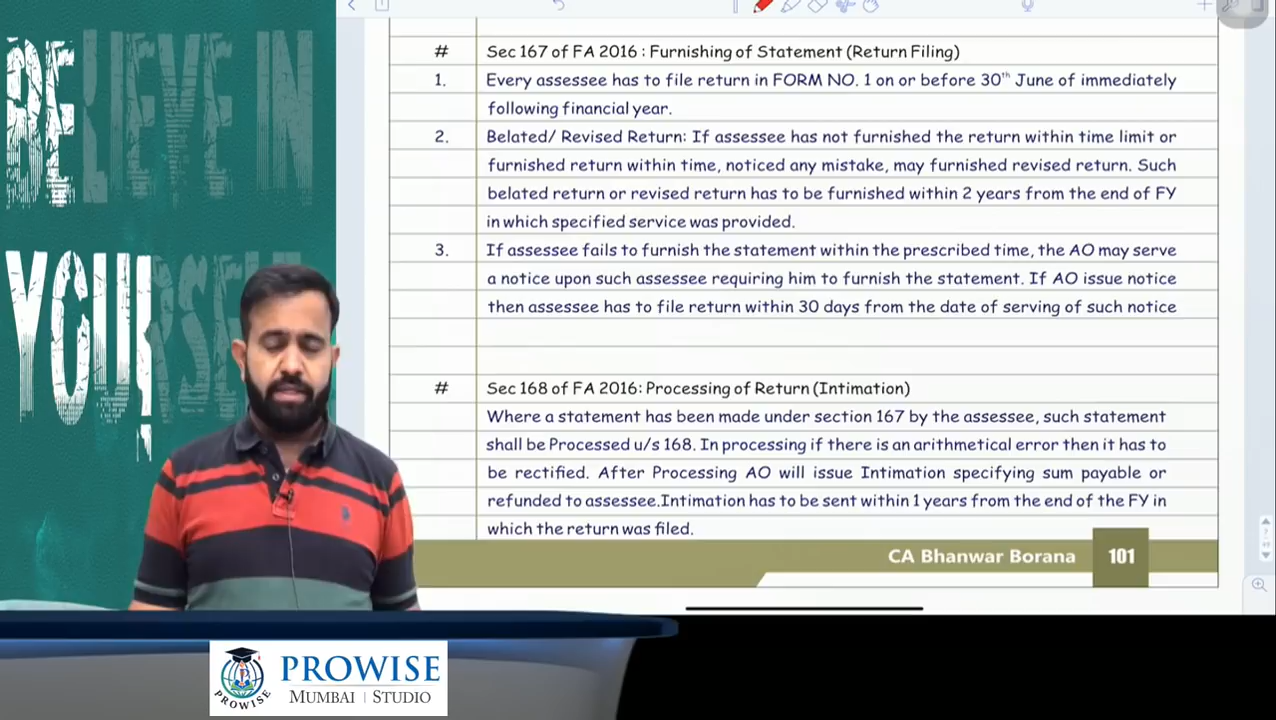 BELIEVE IN
YOURSELF
# Sec 167 of FA 2016 : Furnishing of Statement (Return Filing)
1. Every assessee has to file return in FORM NO. 1 on or before 30th June of immediately
following financial year.
2. Belated/ Revised Return: If assessee has not furnished the return within time limit or
furnished return within time, noticed any mistake, may furnished revised return. Such
belated return or revised return has to be furnished within 2 years from the end of FY
in which specified service was provided.
3. If assessee fails to furnish the statement within the prescribed time, the AO may serve
a notice upon such assessee requiring him to furnish the statement. If AO issue notice
then assessee has to file return within 30 days from the date of serving of such notice
# Sec 168 of FA 2016: Processing of Return (Intimation)
Where a statement has been made under section 167 by the assessee, such statement
shall be Processed u/s 168. In processing if there is an arithmetical error then it has to
be rectified. After Processing AO will issue Intimation specifying sum payable or
refunded to assessee.Intimation has to be sent within 1 years from the end of the FY in
which the return was filed.
CA Bhanwar Borana 101
PROWISE
PROWISE
MUMBAI | STUDIO